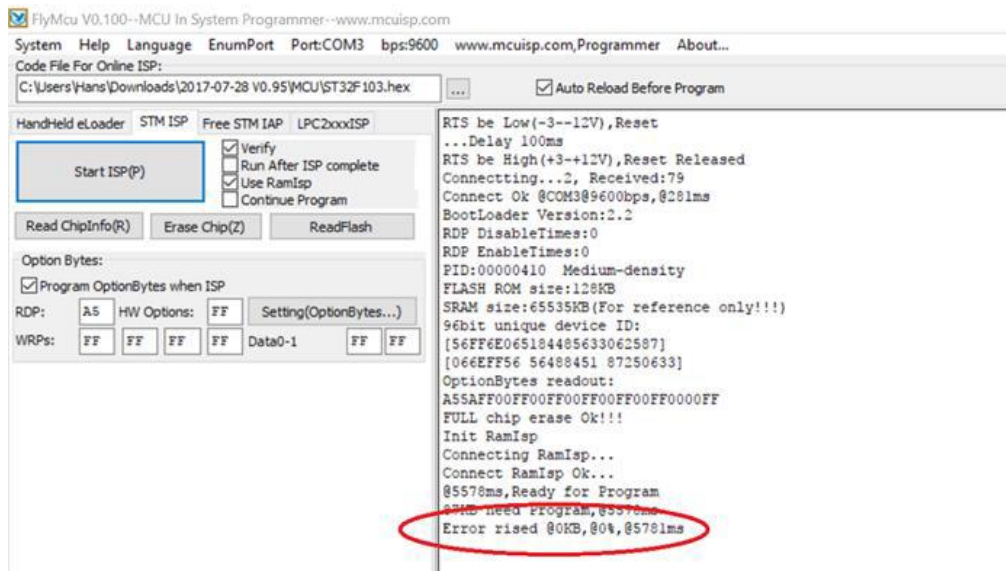 FlyMcu V0.100--MCU In System Programmer--www.mcuisp.com
System Help Language EnumPort Port:COM3 bps:9600 www.mcuisp.com,Programmer About...
Code File For Online ISP:
C:\Users\Hans\Downloads\2017-07-28 V0.95\MCU\ST32F103.hex ... Auto Reload Before Program
HandHeld eLoader STM ISP Free STM IAP LPC2xxxISP
Start ISP(P)
Verify
Run After ISP complete
Use RamIsp
Continue Program
Read ChipInfo(R) Erase Chip(Z) ReadFlash
Option Bytes:
Program OptionBytes when ISP
RDP: A5 HW Options: FF Setting(OptionBytes...)
WRPs: FF FF FF FF Data0-1 FF FF
RTS be Low(-3--12V),Reset
...Delay 100ms
RTS be High(+3-+12V),Reset Released
Connectting...2, Received:79
Connect Ok @COM3@9600bps,@281ms
BootLoader Version:2.2
RDP DisableTimes:0
RDP EnableTimes:0
PID:00000410 Medium-density
FLASH ROM size:128KB
SRAM size:65535KB(For reference only!!!)
96bit unique device ID:
[56FF6E065184485633062587]
[066EFF56 56488451 87250633]
OptionBytes readout:
A55AFF00FF00FF00FF00FF00FF0000FF
FULL chip erase Ok!!!
Init RamIsp
Connecting RamIsp...
Connect RamIsp Ok...
@5578ms,Ready for Program
need Program,@5578ms
Error rised @0KB,@0%,@5781ms